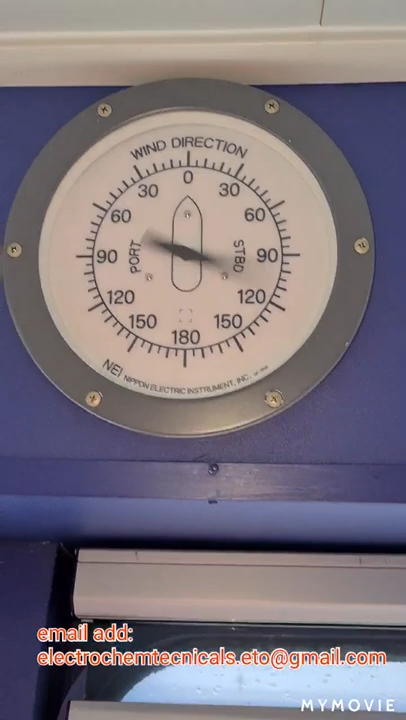 WIND DIRECTION
0
30 30
60 60
90 90
PORT STBD
120 120
150 150
180
NEI NIPPON ELECTRIC INSTRUMENT, INC.
email add:
electrochemtecnicals.eto@gmail.com
MYMOVIE